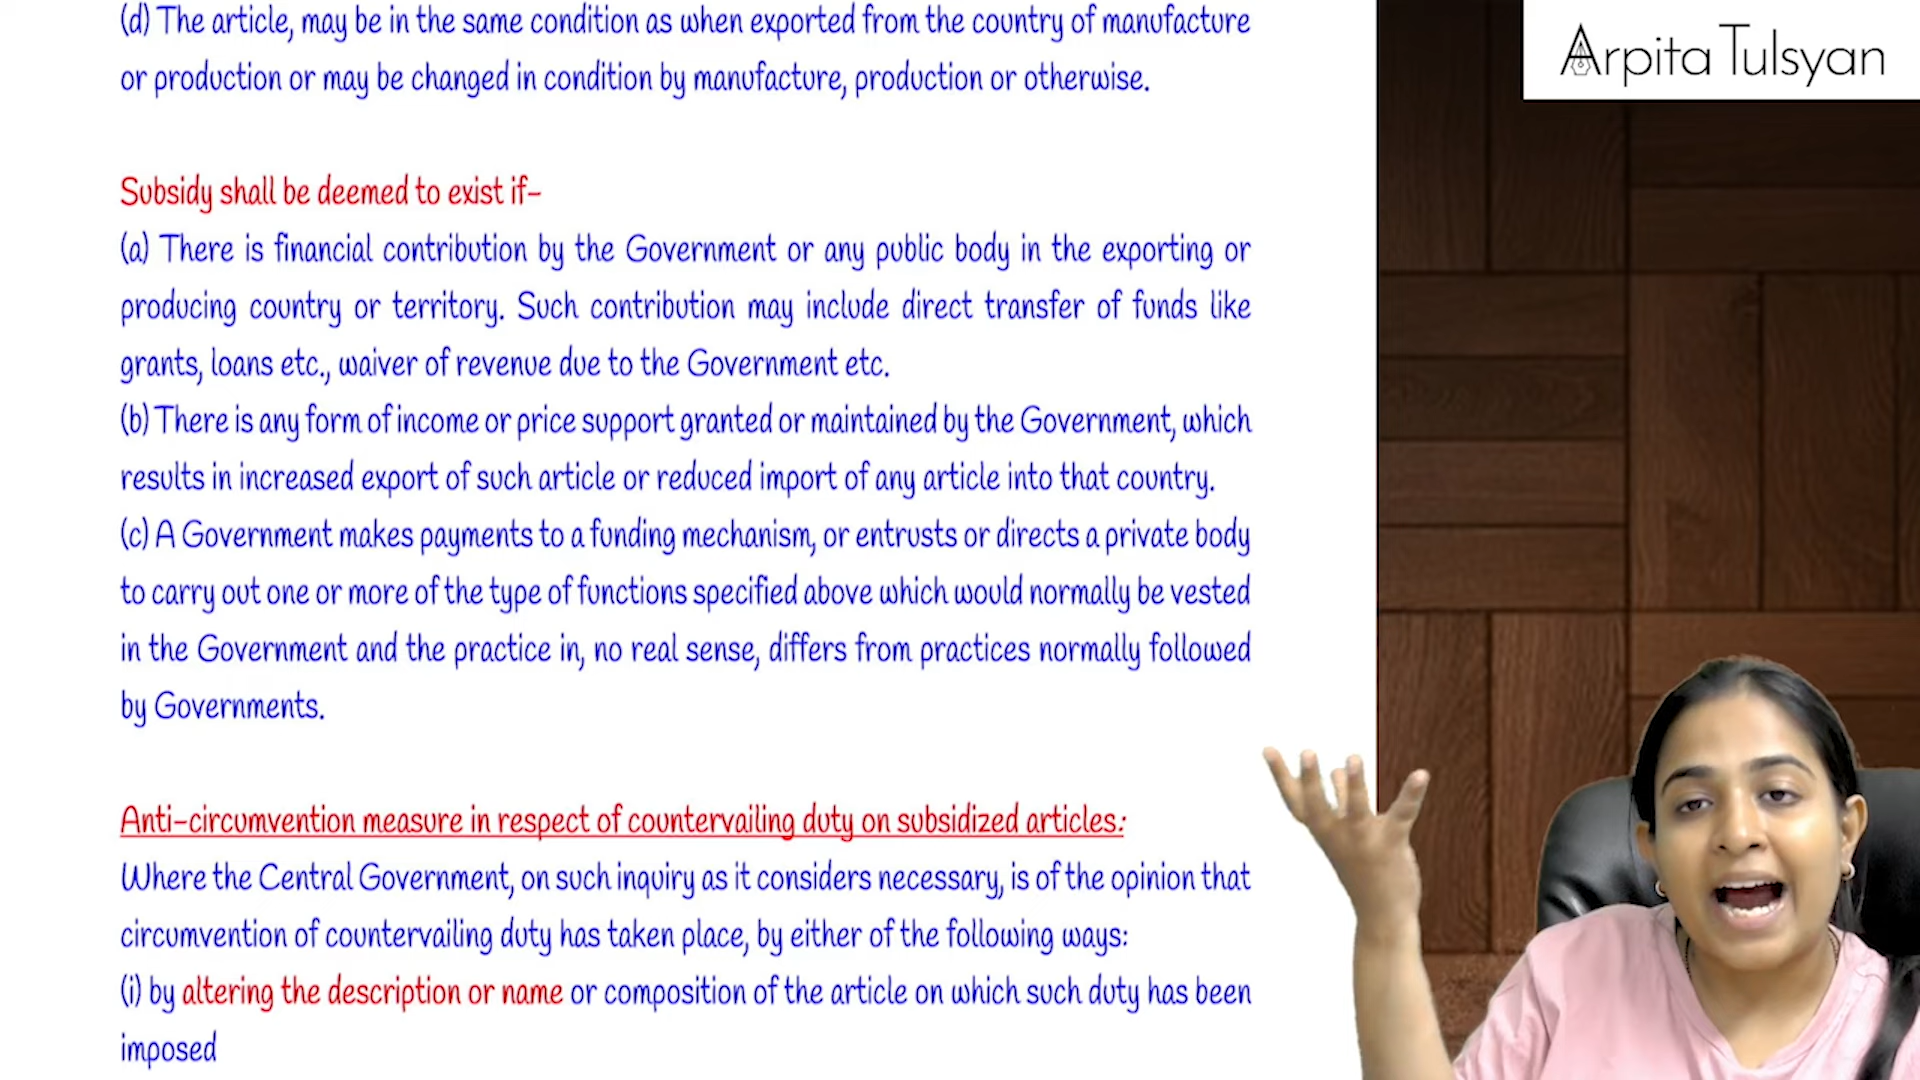 (d) The article, may be in the same condition as when exported from the country of manufacture
or production or may be changed in condition by manufacture, production or otherwise.
Subsidy shall be deemed to exist if-
(a) There is financial contribution by the Government or any public body in the exporting or
producing country or territory. Such contribution may include direct transfer of funds like
grants, loans etc., waiver of revenue due to the Government etc.
(b) There is any form of income or price support granted or maintained by the Government, which
results in increased export of such article or reduced import of any article into that country.
(c) A Government makes payments to a funding mechanism, or entrusts or directs a private body
to carry out one or more of the type of functions specified above which would normally be vested
in the Government and the practice in, no real sense, differs from practices normally followed
by Governments.
Anti-circumvention measure in respect of countervailing duty on subsidized articles:
Where the Central Government, on such inquiry as it considers necessary, is of the opinion that
circumvention of countervailing duty has taken place, by either of the following ways:
(i) by altering the description or name or composition of the article on which such duty has been
imposed
Arpita Tulsyan